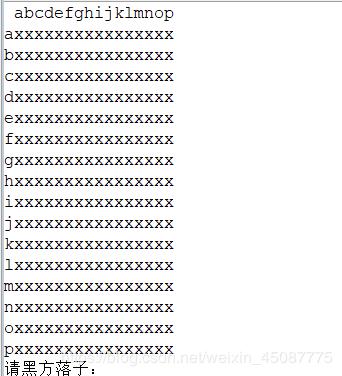 abcdefghijklmnop
axxxxxxxxxxxxxxxx
bxxxxxxxxxxxxxxxx
cxxxxxxxxxxxxxxxx
dxxxxxxxxxxxxxxxx
exxxxxxxxxxxxxxxx
fxxxxxxxxxxxxxxxx
gxxxxxxxxxxxxxxxx
hxxxxxxxxxxxxxxxx
ixxxxxxxxxxxxxxxx
jxxxxxxxxxxxxxxxx
kxxxxxxxxxxxxxxxx
lxxxxxxxxxxxxxxxx
mxxxxxxxxxxxxxxxx
nxxxxxxxxxxxxxxxx
oxxxxxxxxxxxxxxxx
pxxxxxxxxxxxxxxxx
请黑方落子:
https://blog.csdn.net/weixin_45087775